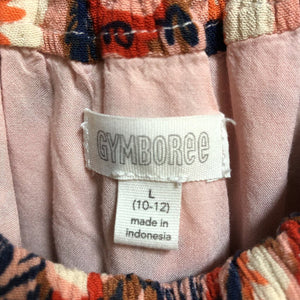 GYMBOREE
L
(10-12)
made in
indonesia